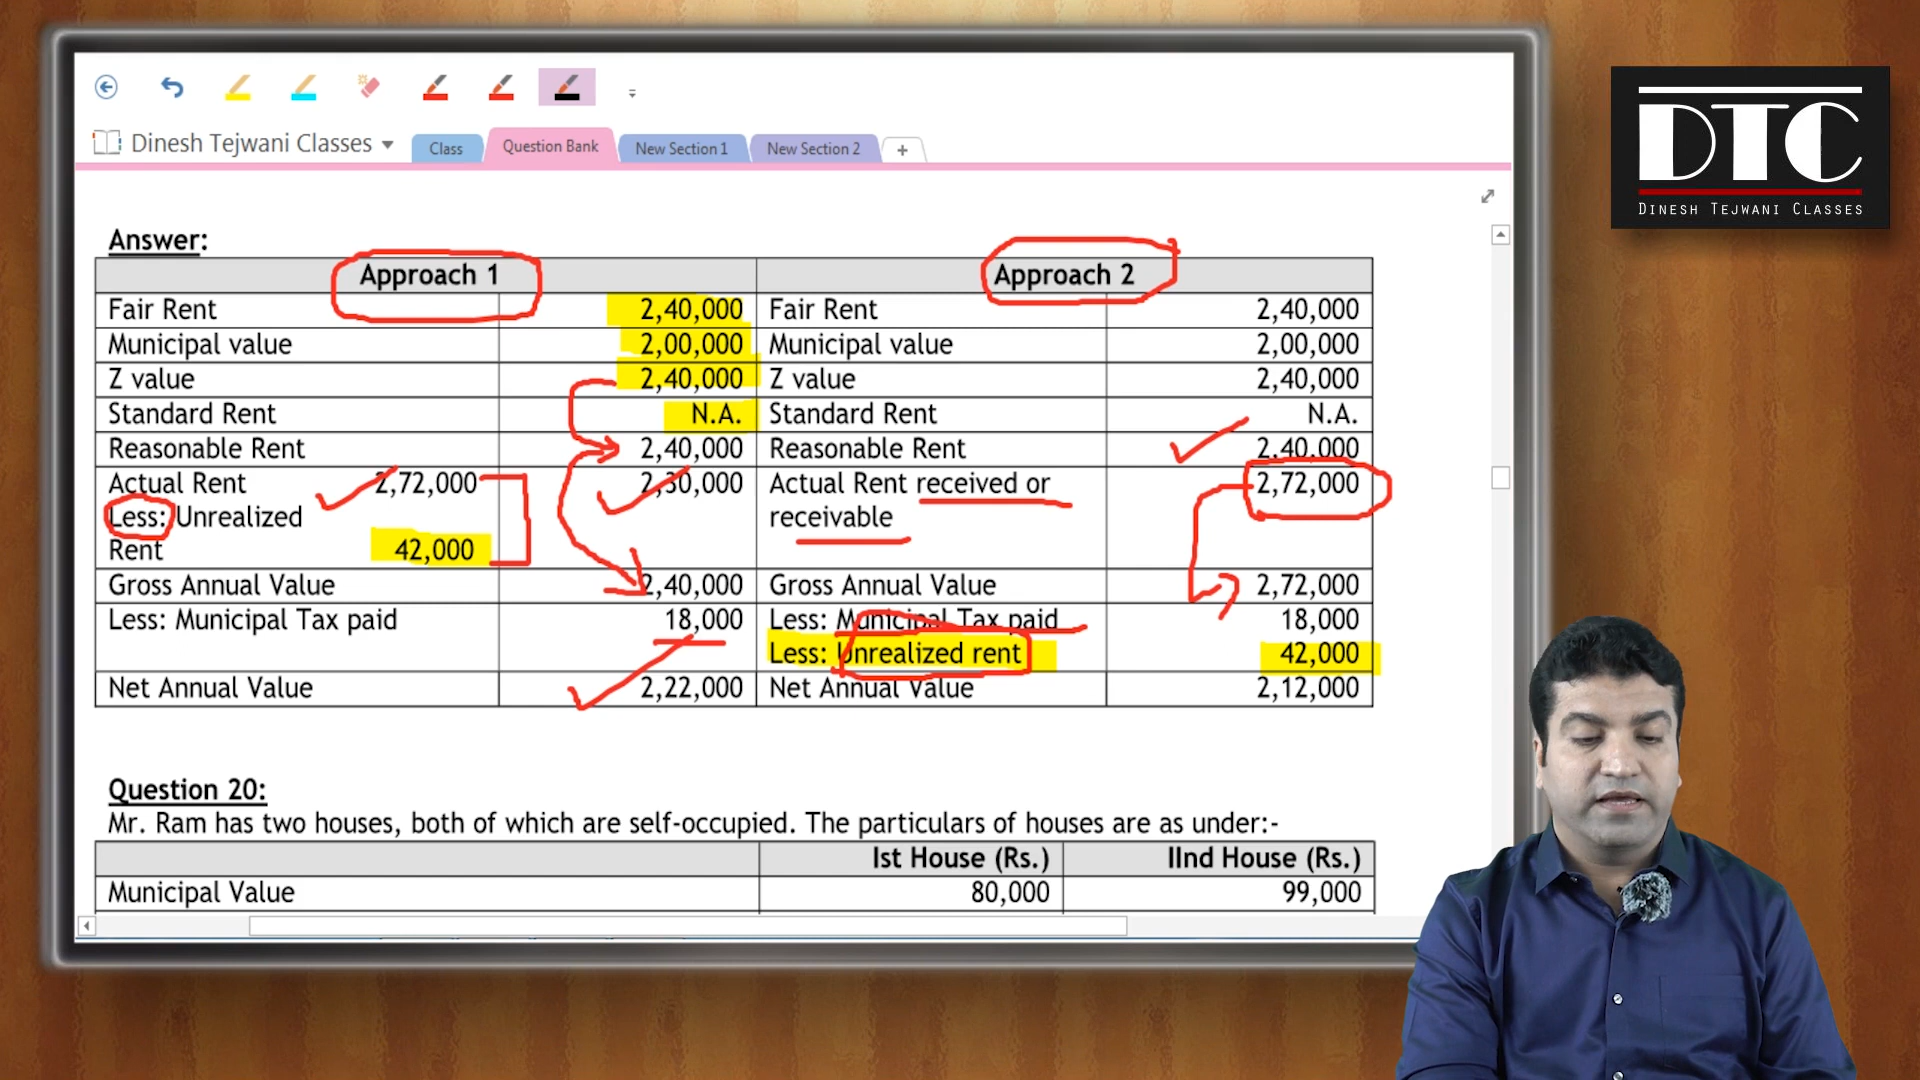 DTC
DINESH TEJWANI CLASSES
Dinesh Tejwani Classes
Class
Question Bank
New Section 1
New Section 2
+
Answer:
Approach 1 Approach 2
Fair Rent 2,40,000 Fair Rent 2,40,000
Municipal value 2,00,000 Municipal value 2,00,000
Z value 2,40,000 Z value 2,40,000
Standard Rent N.A. Standard Rent N.A.
Reasonable Rent 2,40,000 Reasonable Rent 2,40,000
Actual Rent 2,72,000 2,30,000 Actual Rent received or 2,72,000
Less: Unrealized receivable
Rent 42,000
Gross Annual Value 2,40,000 Gross Annual Value 2,72,000
Less: Municipal Tax paid 18,000 Less: Municipal Tax paid 18,000
Less: Unrealized rent 42,000
Net Annual Value 2,22,000 Net Annual Value 2,12,000
Question 20:
Mr. Ram has two houses, both of which are self-occupied. The particulars of houses are as under:-
Ist House (Rs.) IInd House (Rs.)
Municipal Value 80,000 99,000